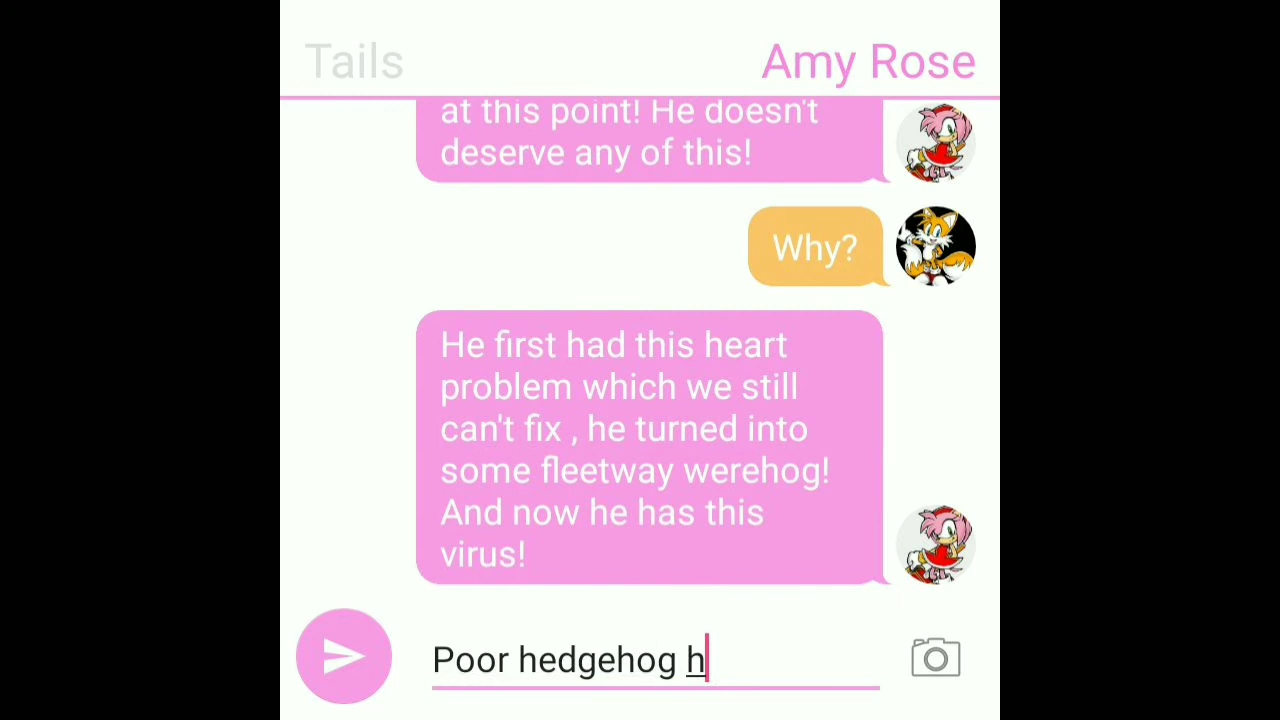 Tails
Amy Rose
at this point! He doesn't
deserve any of this!
Why?
He first had this heart
problem which we still
can't fix , he turned into
some fleetway werehog!
And now he has this
virus!
Poor hedgehog h